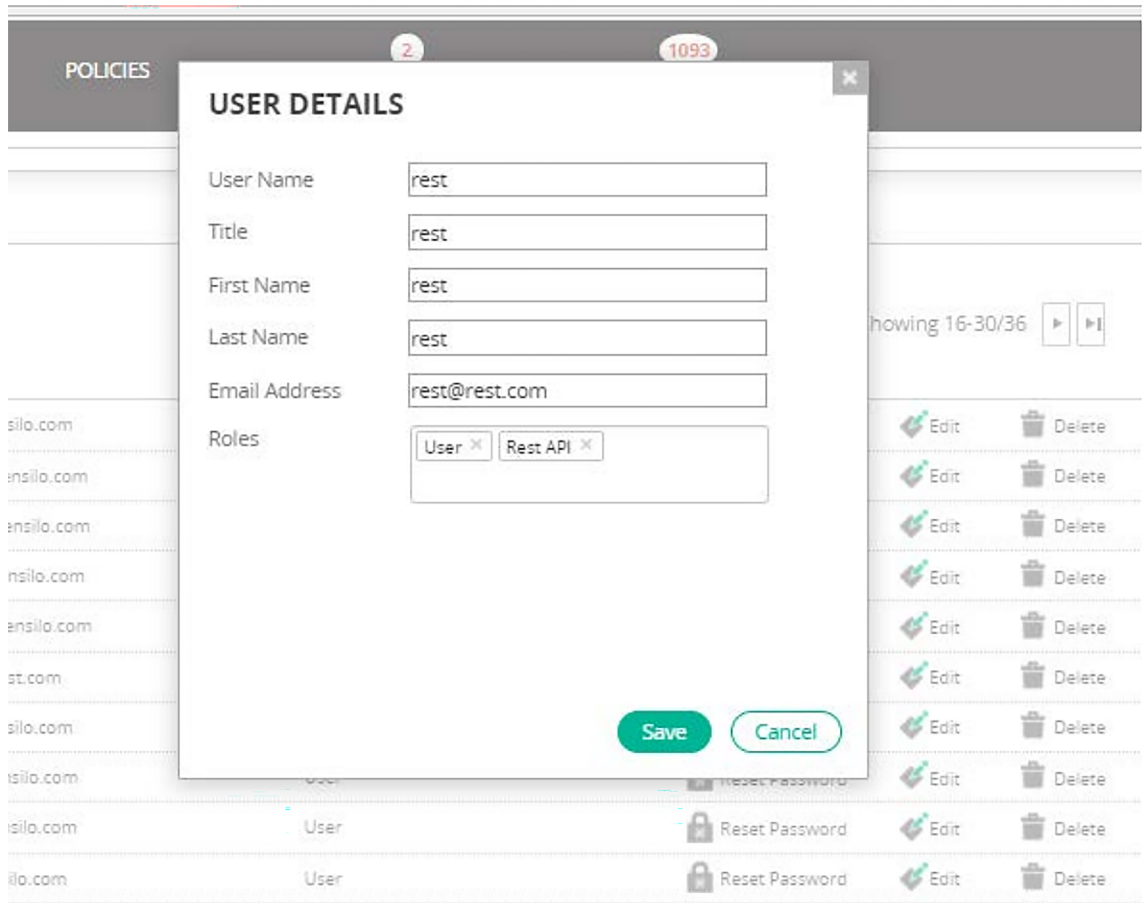 2 1093
POLICIES
USER DETAILS
User Name rest
Title rest
First Name rest
Last Name rest
Email Address rest@rest.com
Roles User Rest API
howing 16-30/36
silo.com Edit Delete
ensilo.com Edit Delete
ensilo.com Edit Delete
nsilo.com Edit Delete
ensilo.com Edit Delete
st.com Edit Delete
silo.com Edit Delete
Save Cancel
nsilo.com User Reset Password Edit Delete
silo.com User Reset Password Edit Delete
ilo.com User Reset Password Edit Delete